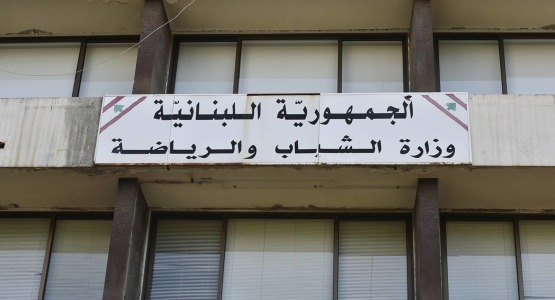 الجمهوريّة اللبنانيّة
وزارة الشباب والرياضة